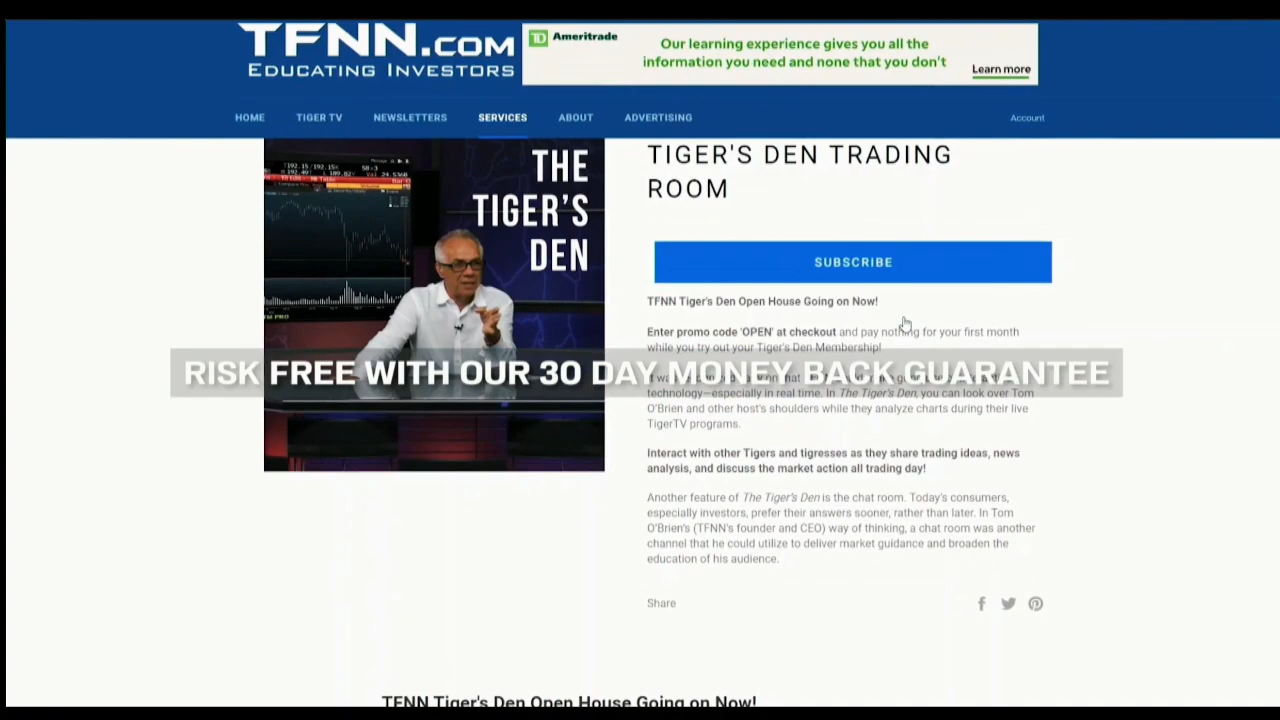 TFNN.COM
EDUCATING INVESTORS
Ameritrade
Our learning experience gives you all the
information you need and none that you don't
Learn more
HOME TIGER TV NEWSLETTERS SERVICES ABOUT ADVERTISING Account
THE
TIGER'S
DEN
TIGER'S DEN TRADING
ROOM
SUBSCRIBE
TFNN Tiger's Den Open House Going on Now!
Enter promo code 'OPEN' at checkout and pay nothing for your first month
while you try out your Tiger's Den Membership!
RISK FREE WITH OUR 30 DAY MONEY BACK GUARANTEE
technology—especially in real time. In The Tiger's Den, you can look over Tom
O'Brien and other host's shoulders while they analyze charts during their live
TigerTV programs.
Interact with other Tigers and tigresses as they share trading ideas, news
analysis, and discuss the market action all trading day!
Another feature of The Tiger's Den is the chat room. Today's consumers,
especially investors, prefer their answers sooner, rather than later. In Tom
O'Brien's (TFNN's founder and CEO) way of thinking, a chat room was another
channel that he could utilize to deliver market guidance and broaden the
education of his audience.
Share
TFNN Tiger's Den Open House Going on Now!